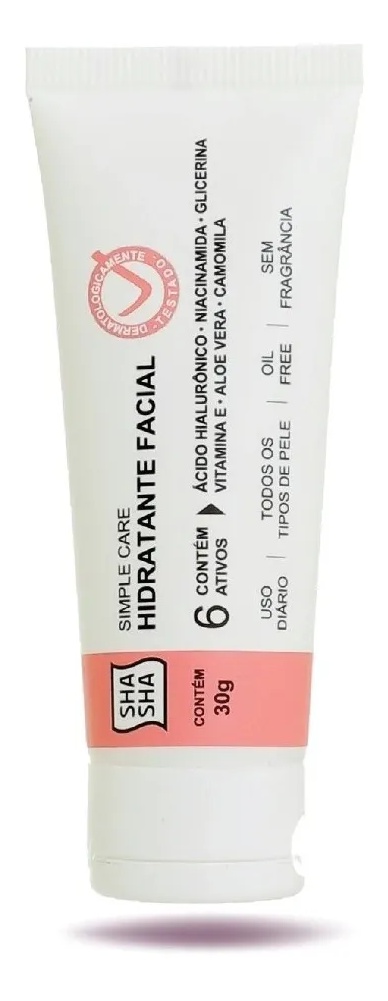 SHA
SHA
SIMPLE CARE
HIDRATANTE FACIAL
DERMATOLOGICAMENTE · TESTADO ·
CONTÉM
30g
6 CONTÉM
ATIVOS
ÁCIDO HIALURÔNICO · NIACINAMIDA · GLICERINA
VITAMINA E · ALOE VERA · CAMOMILA
USO
DIÁRIO
TODOS OS
TIPOS DE PELE
OIL
FREE
SEM
FRAGRÂNCIA